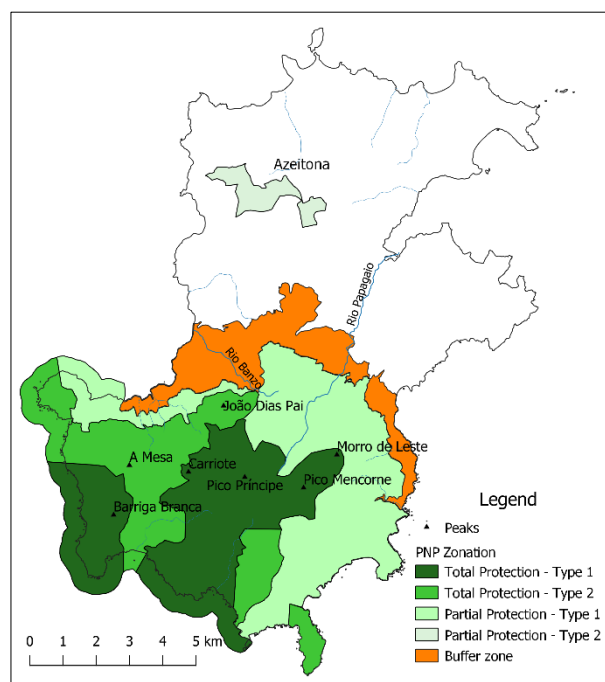 Azeitona
Rio Papagaio
Rio Banzo
João Dias Pai
Morro de Leste
A Mesa
Carriote
Pico Príncipe
Pico Mencorne
Barriga Branca
Legend
Peaks
PNP Zonation
Total Protection - Type 1
Total Protection - Type 2
Partial Protection - Type 1
Partial Protection - Type 2
Buffer zone
0 1 2 3 4 5 km